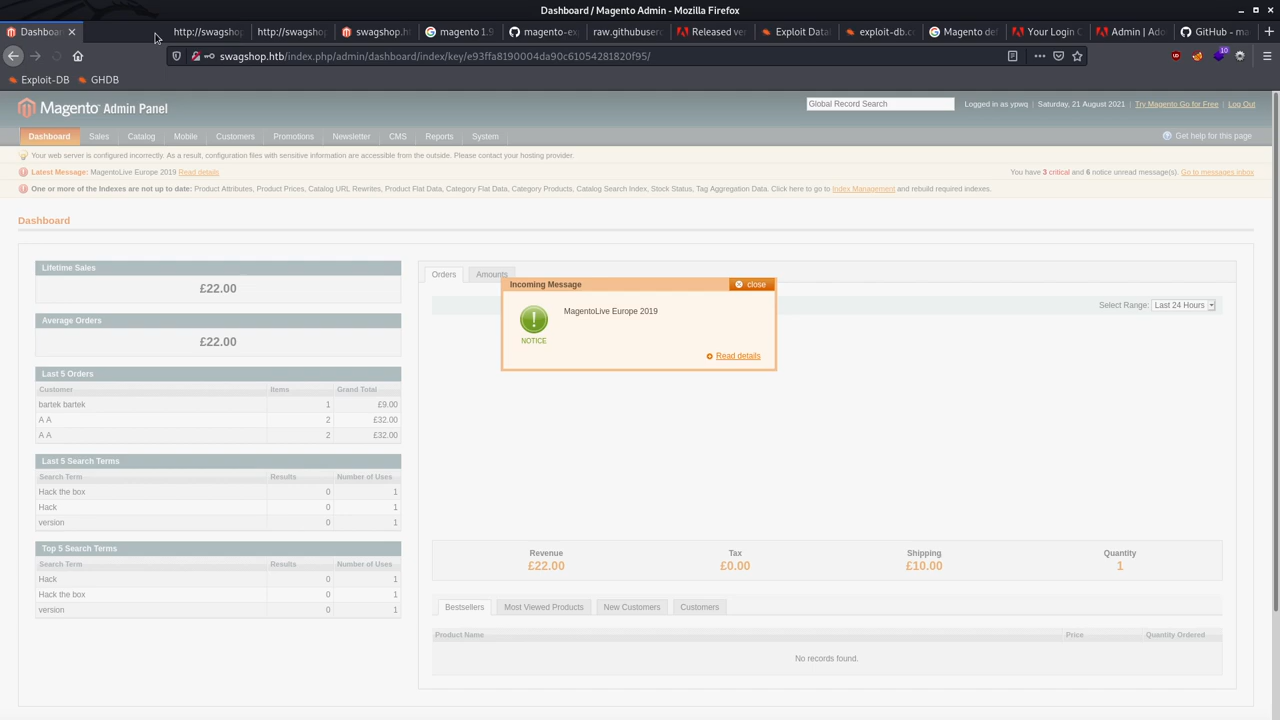 Dashboard / Magento Admin - Mozilla Firefox
Dashboar
http://swagshop
http://swagshop
swagshop.h
magento 1.9
magento-ex
raw.githubuserc
Released ver
Exploit Data
exploit-db.c
Magento def
Your Login C
Admin | Ado
GitHub - ma
swagshop.htb/index.php/admin/dashboard/index/key/e93ffa8190004da90c61054281820f95/
10
Exploit-DB
GHDB
Magento Admin Panel
Global Record Search
Logged in as ypwq | Saturday, 21 August 2021 | Try Magento Go for Free | Log Out
Dashboard Sales Catalog Mobile Customers Promotions Newsletter CMS Reports System
Get help for this page
Your web server is configured incorrectly. As a result, configuration files with sensitive information are accessible from the outside. Please contact your hosting provider.
Latest Message: MagentoLive Europe 2019 Read details
You have 3 critical and 6 notice unread message(s). Go to messages inbox
One or more of the Indexes are not up to date: Product Attributes, Product Prices, Catalog URL Rewrites, Product Flat Data, Category Flat Data, Category Products, Catalog Search Index, Stock Status, Tag Aggregation Data. Click here to go to Index Management and rebuild required indexes.
Dashboard
Lifetime Sales
£22.00
Average Orders
£22.00
Last 5 Orders
Customer Items Grand Total
bartek bartek 1 £9.00
A A 2 £32.00
A A 2 £32.00
Last 5 Search Terms
Search Term Results Number of Uses
Hack the box 0 1
Hack 0 1
version 0 1
Top 5 Search Terms
Search Term Results Number of Uses
Hack 0 1
Hack the box 0 1
version 0 1
Orders Amounts
Select Range: Last 24 Hours
Incoming Message
close
MagentoLive Europe 2019
NOTICE
Read details
Revenue Tax Shipping Quantity
£22.00 £0.00 £10.00 1
Bestsellers Most Viewed Products New Customers Customers
Product Name Price Quantity Ordered
No records found.